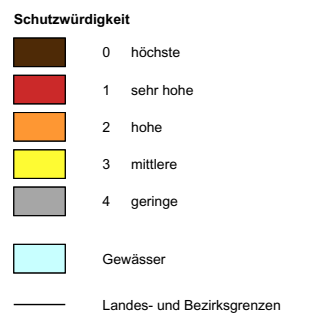 Schutzwürdigkeit
0 höchste
1 sehr hohe
2 hohe
3 mittlere
4 geringe
Gewässer
Landes- und Bezirksgrenzen